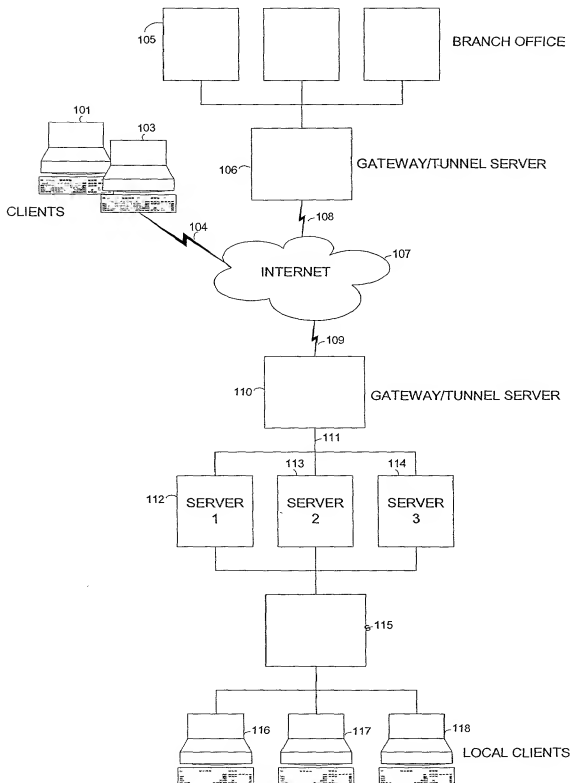 105
BRANCH OFFICE
101
103
106
GATEWAY/TUNNEL SERVER
CLIENTS
104
108
INTERNET
107
109
110
GATEWAY/TUNNEL SERVER
111
112
113
114
SERVER
1
SERVER
2
SERVER
3
115
116
117
118
LOCAL CLIENTS